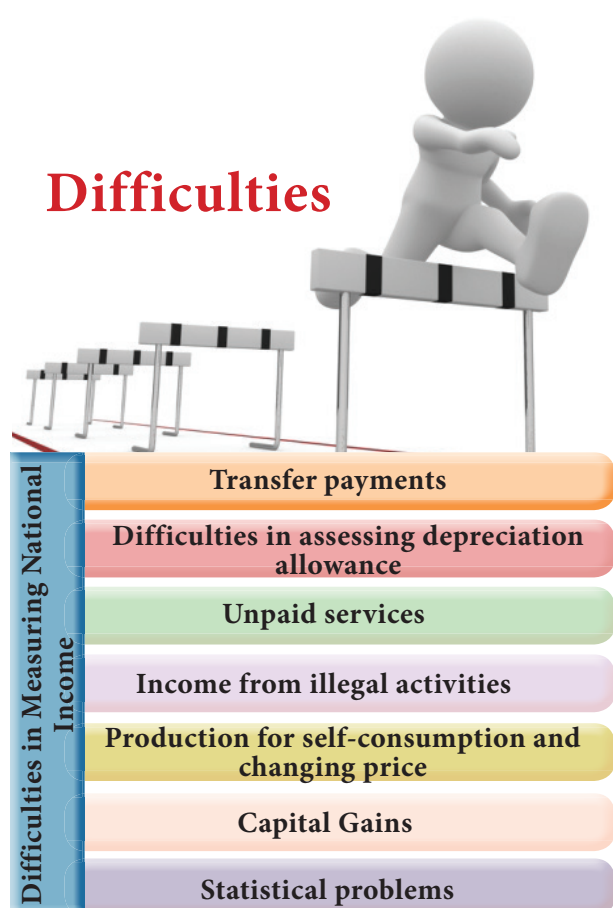 Difficulties
Difficulties in Measuring National
Income
Transfer payments
Difficulties in assessing depreciation
allowance
Unpaid services
Income from illegal activities
Production for self-consumption and
changing price
Capital Gains
Statistical problems